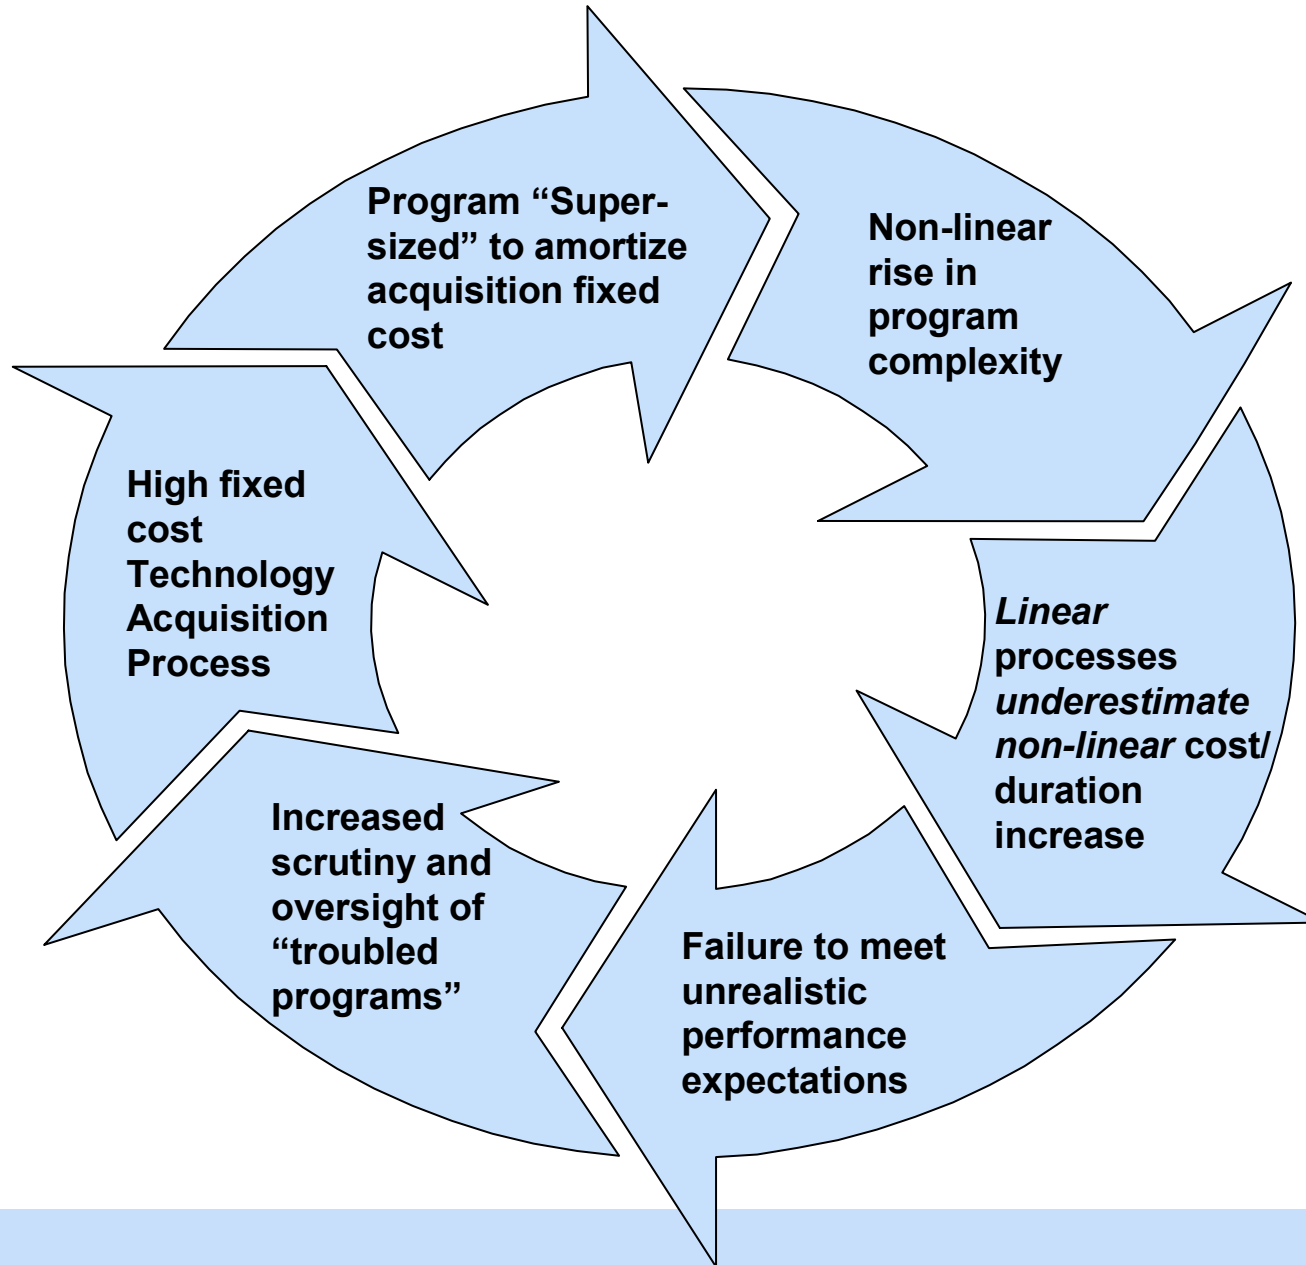 Program “Super-
sized” to amortize
acquisition fixed
cost
Non-linear
rise in
program
complexity
Linear
processes
underestimate
non-linear cost/
duration
increase
Failure to meet
unrealistic
performance
expectations
Increased
scrutiny and
oversight of
“troubled
programs”
High fixed
cost
Technology
Acquisition
Process